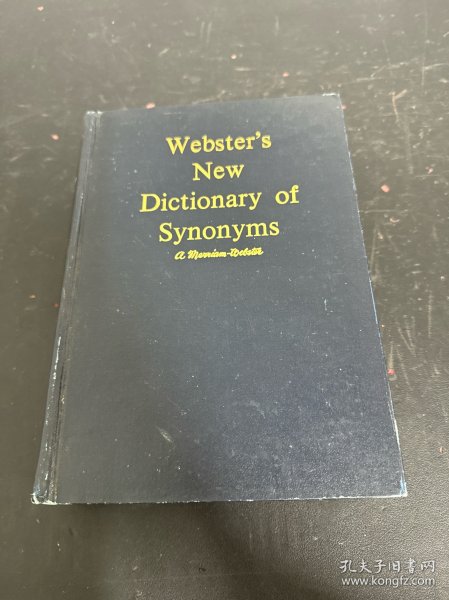 Webster's
New
Dictionary of
Synonyms
A Merriam-Webster
孔夫子旧书网
www.kongfz.com